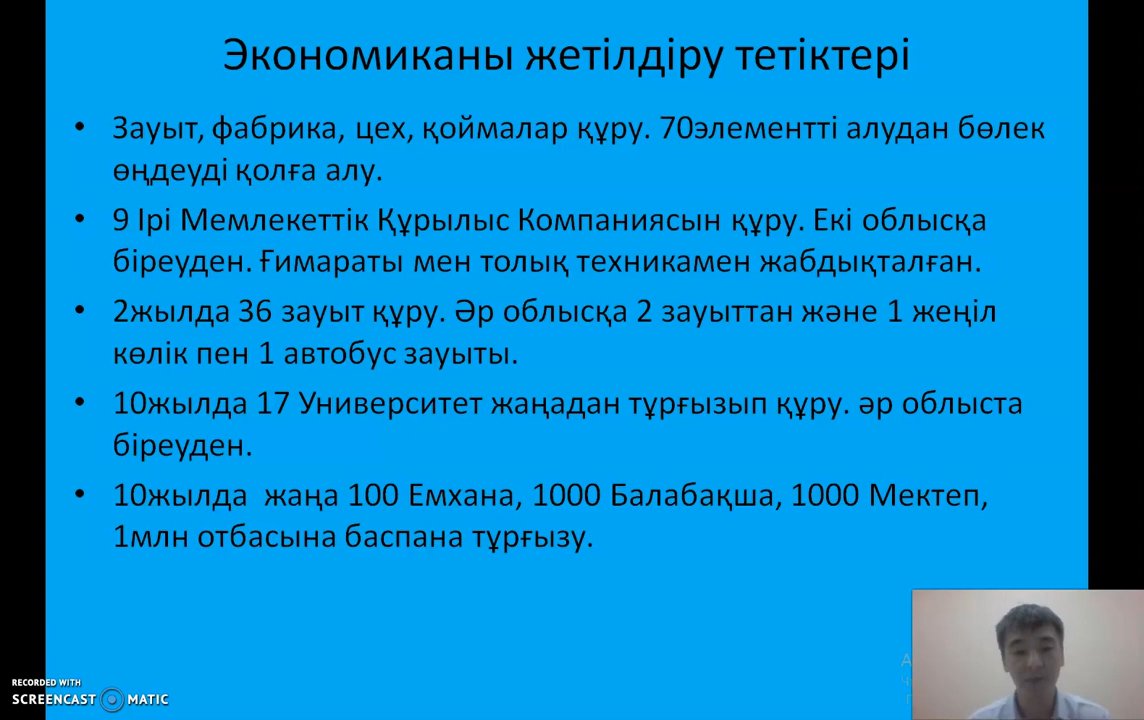 Экономиканы жетілдіру тетіктері
• Зауыт, фабрика, цех, қоймалар құру. 70элементті алудан бөлек
өңдеуді қолға алу.
• 9 Ірі Мемлекеттік Құрылыс Компаниясын құру. Екі облысқа
біреуден. Ғимараты мен толық техникамен жабдықталған.
• 2жылда 36 зауыт құру. Әр облысқа 2 зауыттан және 1 жеңіл
көлік пен 1 автобус зауыты.
• 10жылда 17 Университет жаңадан тұрғызып құру. әр облыста
біреуден.
• 10жылда  жаңа 100 Емхана, 1000 Балабақша, 1000 Мектеп,
1млн отбасына баспана тұрғызу.
RECORDED WITH
SCREENCAST MATIC